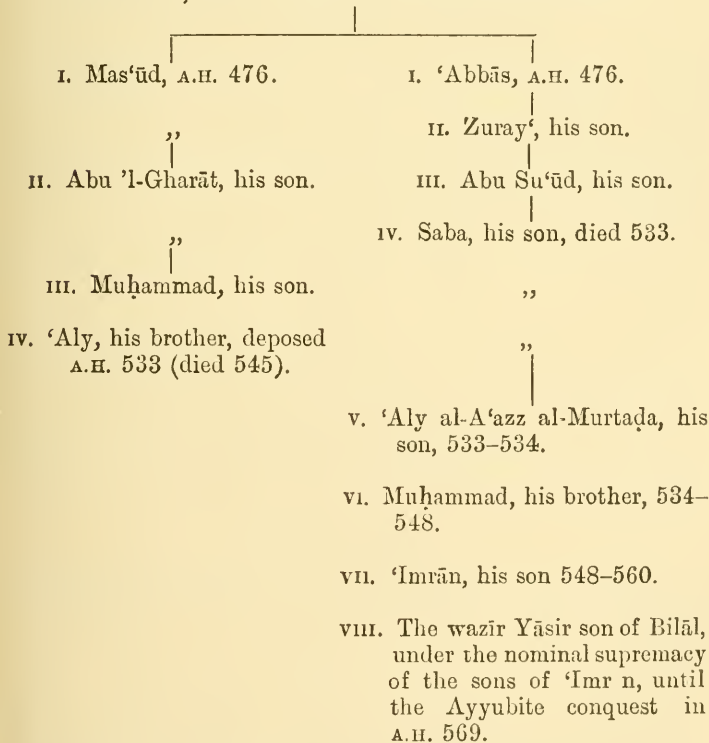 I. Mas‘ūd, A.H. 476.
„
II. Abu ’l-Gharāt, his son.
„
III. Muḥammad, his son.
IV. ‘Aly, his brother, deposed
A.H. 533 (died 545).
I. ‘Abbās, A.H. 476.
II. Zuray‘, his son.
III. Abu Su‘ūd, his son.
IV. Saba, his son, died 533.
„
„
V. ‘Aly al-A‘azz al-Murtaḍa, his
son, 533–534.
VI. Muḥammad, his brother, 534–
548.
VII. ‘Imrān, his son 548–560.
VIII. The wazīr Yāsir son of Bilāl,
under the nominal supremacy
of the sons of ‘Imr n, until
the Ayyubite conquest in
A.H. 569.